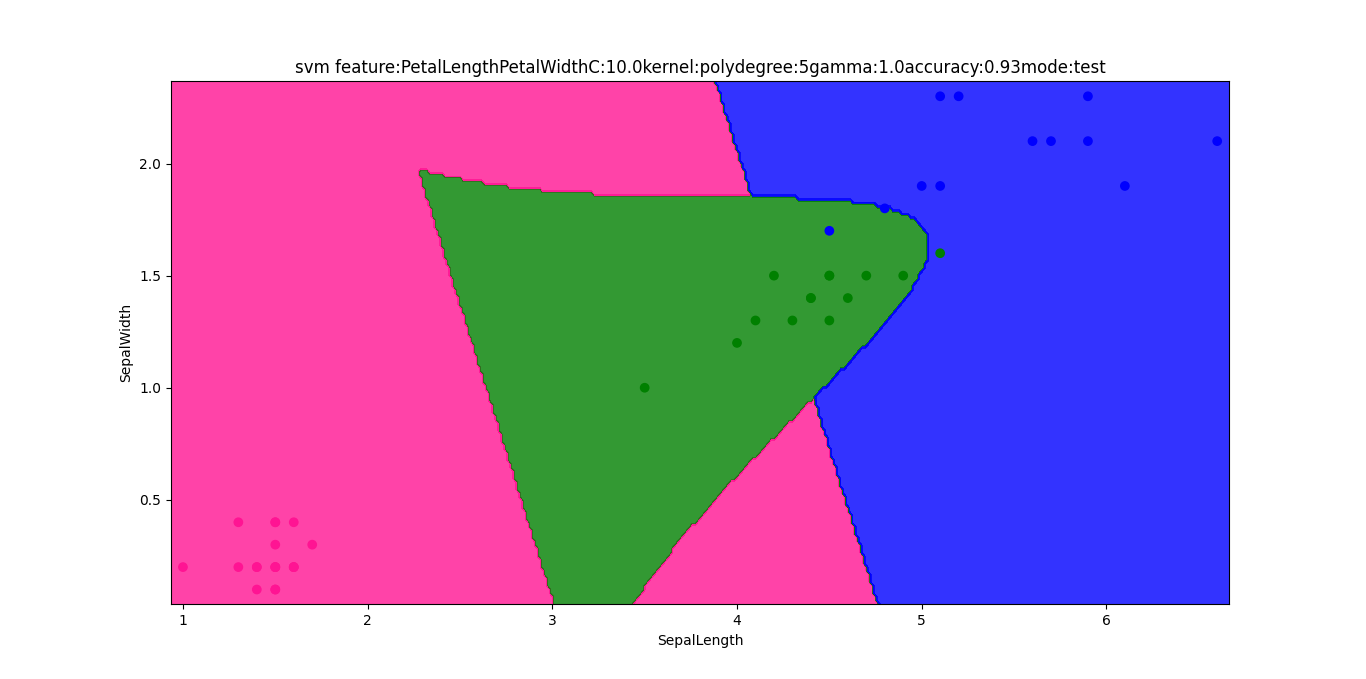 svm feature:PetalLengthPetalWidthC:10.0kernel:polydegree:5gamma:1.0accuracy:0.93mode:test
2.0
1.5
1.0
0.5
SepalWidth
1 2 3 4 5 6
SepalLength